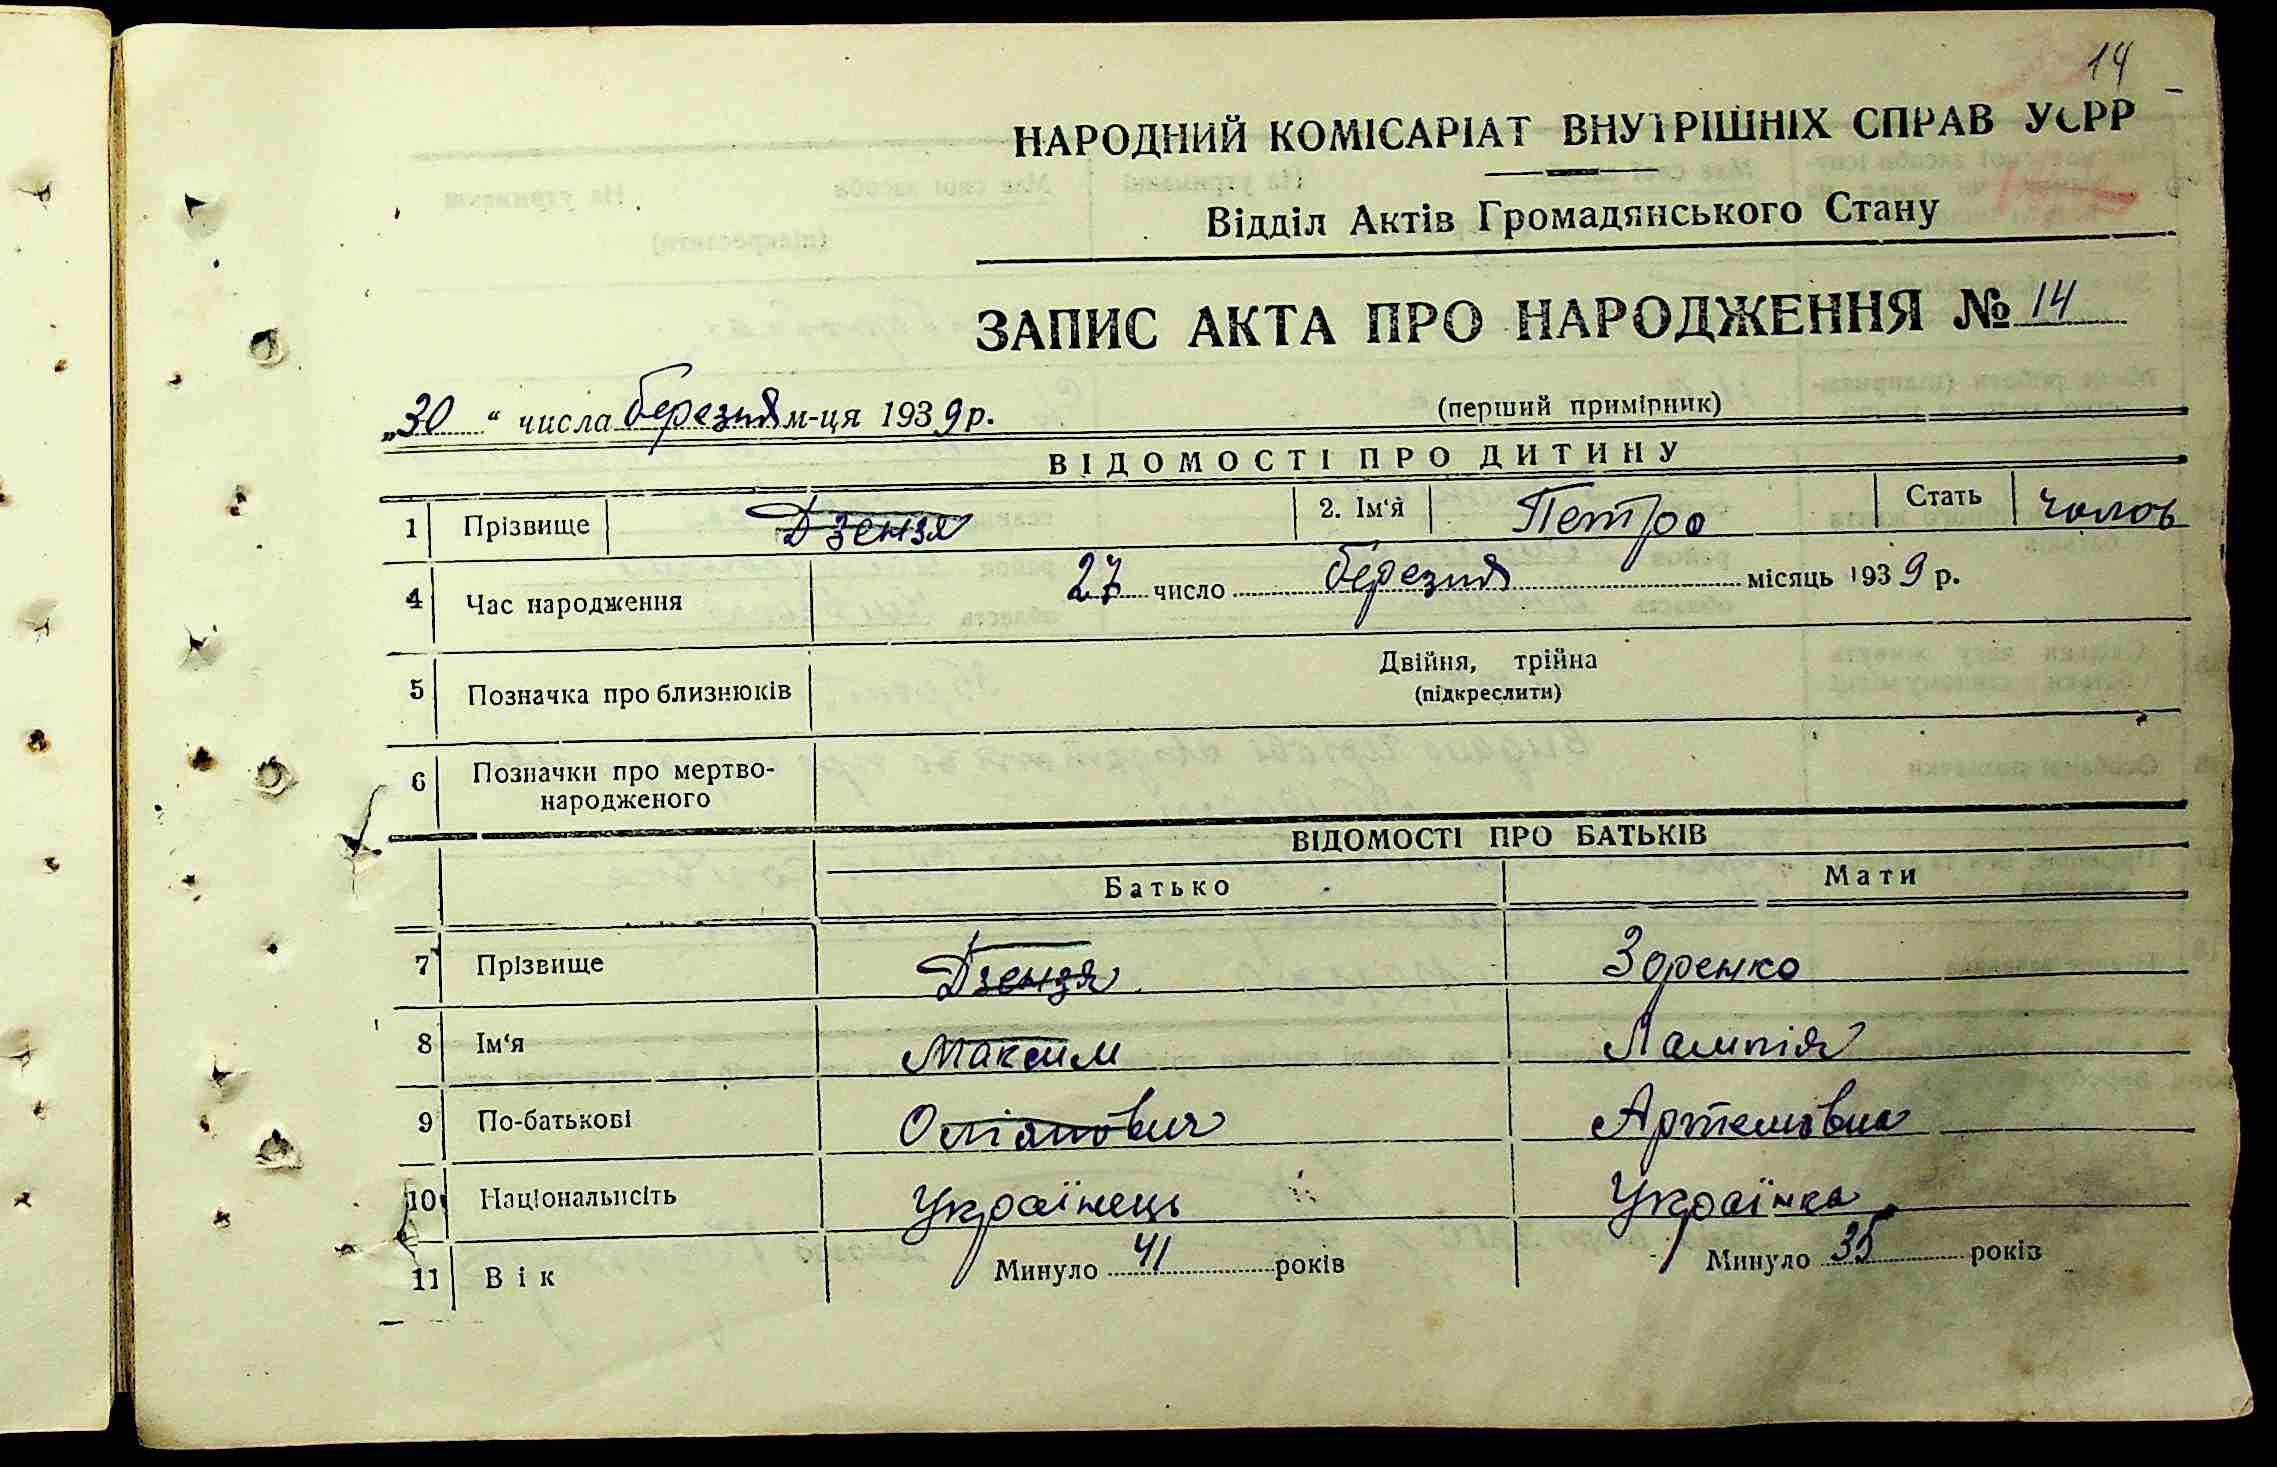 14
НАРОДНИЙ КОМІСАРІАТ ВНУТРІШНІХ СПРАВ УСРР
Відділ Актів Громадянського Стану
ЗАПИС АКТА ПРО НАРОДЖЕННЯ № 14
„30“ числа березня м-ця 1939 р. (перший примірник)
ВІДОМОСТІ ПРО ДИТИНУ
1 Прізвище Дзензя 2. Ім‘я Петро Стать чолов
4 Час народження 27 число березня місяць 1939 р.
5 Позначка про близнюків Двійня, трійна
(підкреслити)
6 Позначки про мертво-
народженого
ВІДОМОСТІ ПРО БАТЬКІВ
Батько Мати
7 Прізвище Дзензя Зоренко
8 Ім‘я Максим Лампія
9 По-батькові Артемовна
10 Національнсіть Українець Українка
11 Вік Минуло 41 років Минуло 35 років